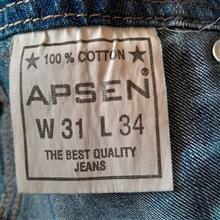 ★ 100 % COTTON ★
APSEN®
W 31 L 34
THE BEST QUALITY
JEANS